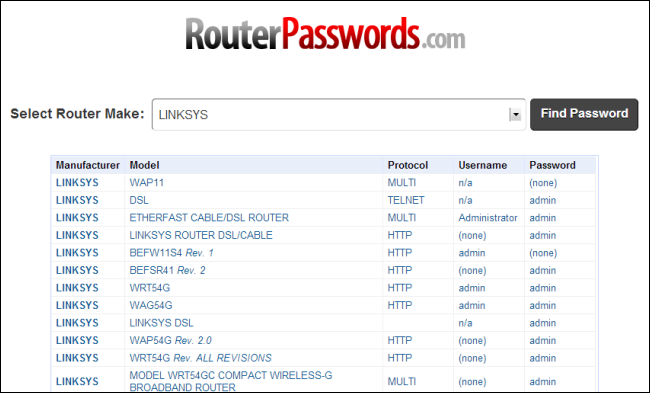 RouterPasswords.com
Select Router Make: LINKSYS Find Password
Manufacturer Model Protocol Username Password
LINKSYS WAP11 MULTI n/a (none)
LINKSYS DSL TELNET n/a admin
LINKSYS ETHERFAST CABLE/DSL ROUTER MULTI Administrator admin
LINKSYS LINKSYS ROUTER DSL/CABLE HTTP (none) admin
LINKSYS BEFW11S4 Rev. 1 HTTP admin (none)
LINKSYS BEFSR41 Rev. 2 HTTP (none) admin
LINKSYS WRT54G HTTP admin admin
LINKSYS WAG54G HTTP admin admin
LINKSYS LINKSYS DSL n/a admin
LINKSYS WAP54G Rev. 2.0 HTTP (none) admin
LINKSYS WRT54G Rev. ALL REVISIONS HTTP (none) admin
LINKSYS MODEL WRT54GC COMPACT WIRELESS-G MULTI (none) admin
BROADBAND ROUTER